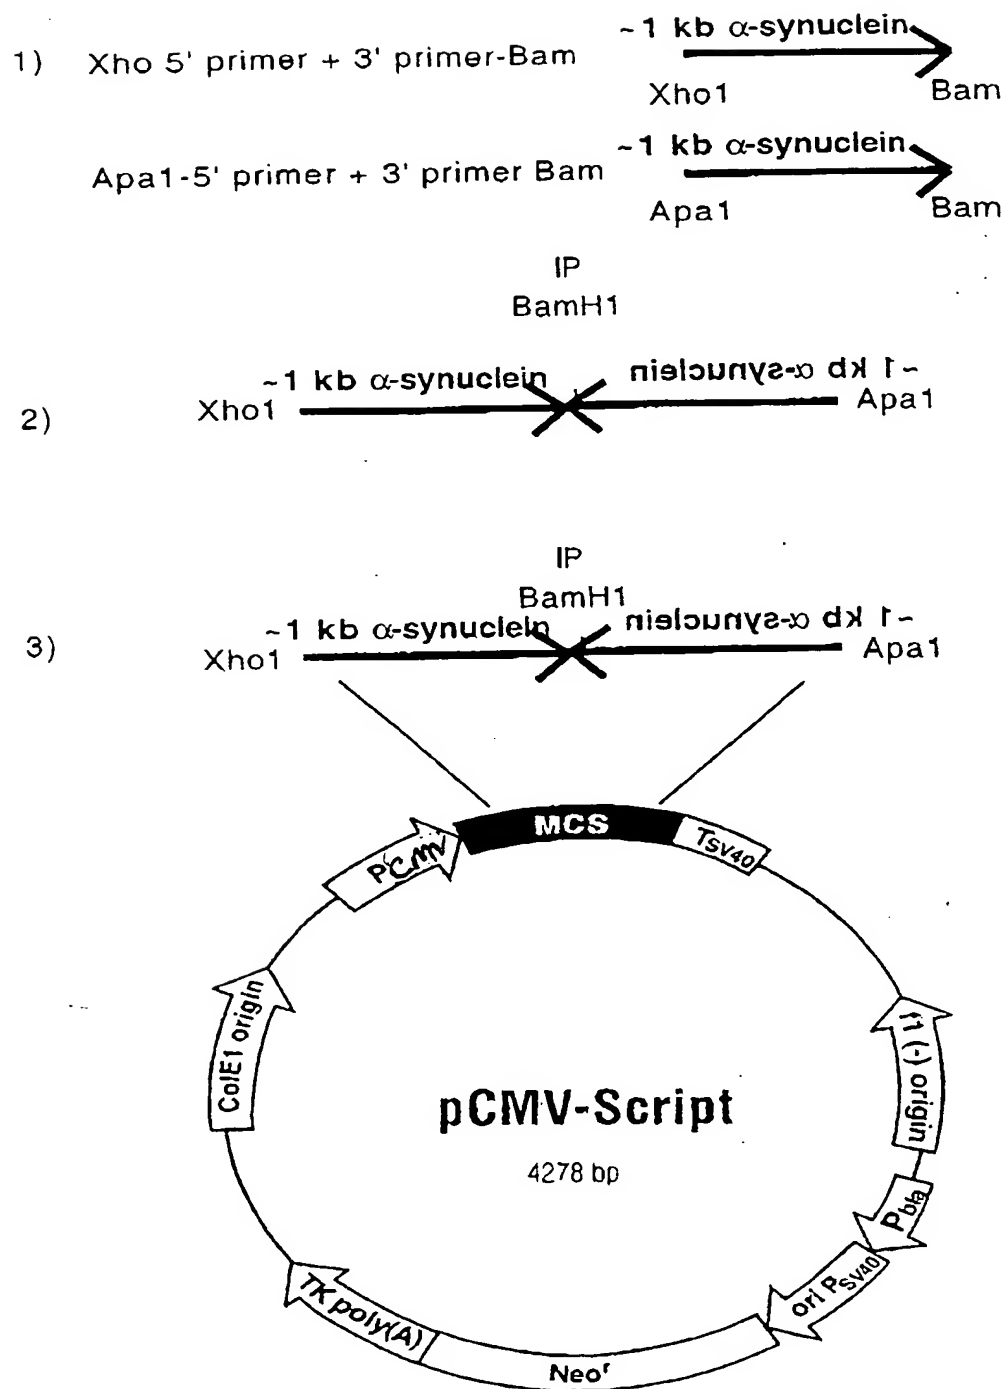 1) Xho 5' primer + 3' primer-Bam
~1 kb α-synuclein
Xho1 Bam
Apa1-5' primer + 3' primer Bam
~1 kb α-synuclein
Apa1 Bam
IP
BamH1
2) Xho1 ~1 kb α-synuclein ~1 kb α-synuclein Apa1
IP
BamH1
3) Xho1 ~1 kb α-synuclein ~1 kb α-synuclein Apa1
MCS
PCMV
TSV40
ColE1 origin
f1 (-) origin
pCMV-Script
4278 bp
Pbla
ori PSV40
TK poly(A)
Neoʳ